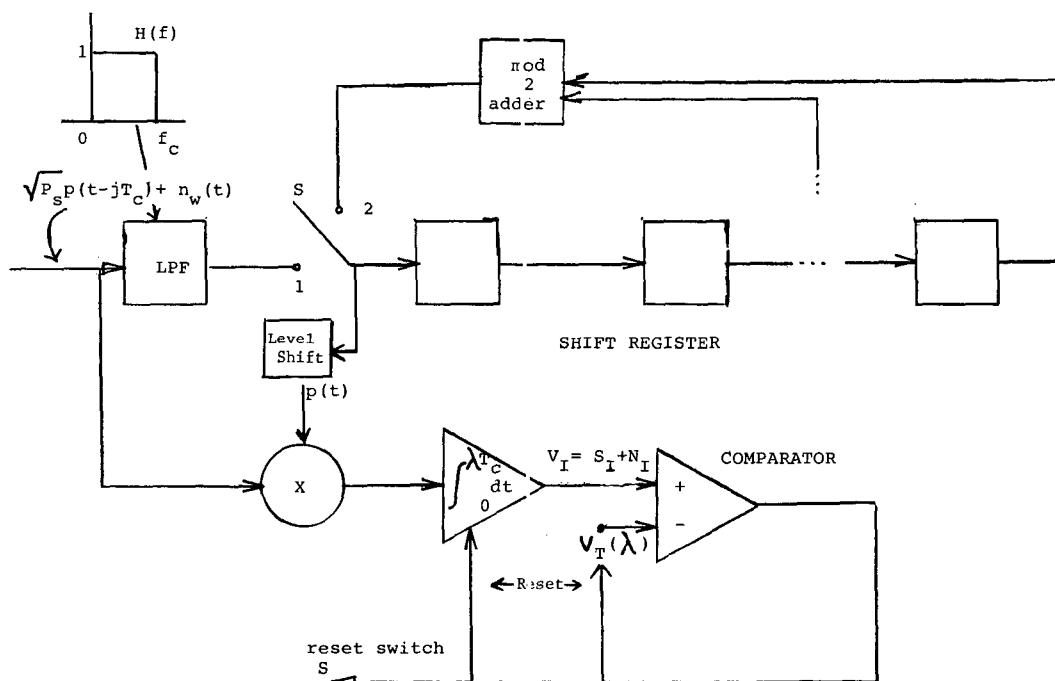 H(f)
1
0
f_c
√P_s p(t-jT_c)+ n_w(t)
LPF
S
1
2
mod
2
adder
...
...
SHIFT REGISTER
Level
Shift
p(t)
X
∫ λT_c
dt
0
V_I= S_I+N_I
COMPARATOR
+
-
V_T(λ)
Reset
reset switch
S